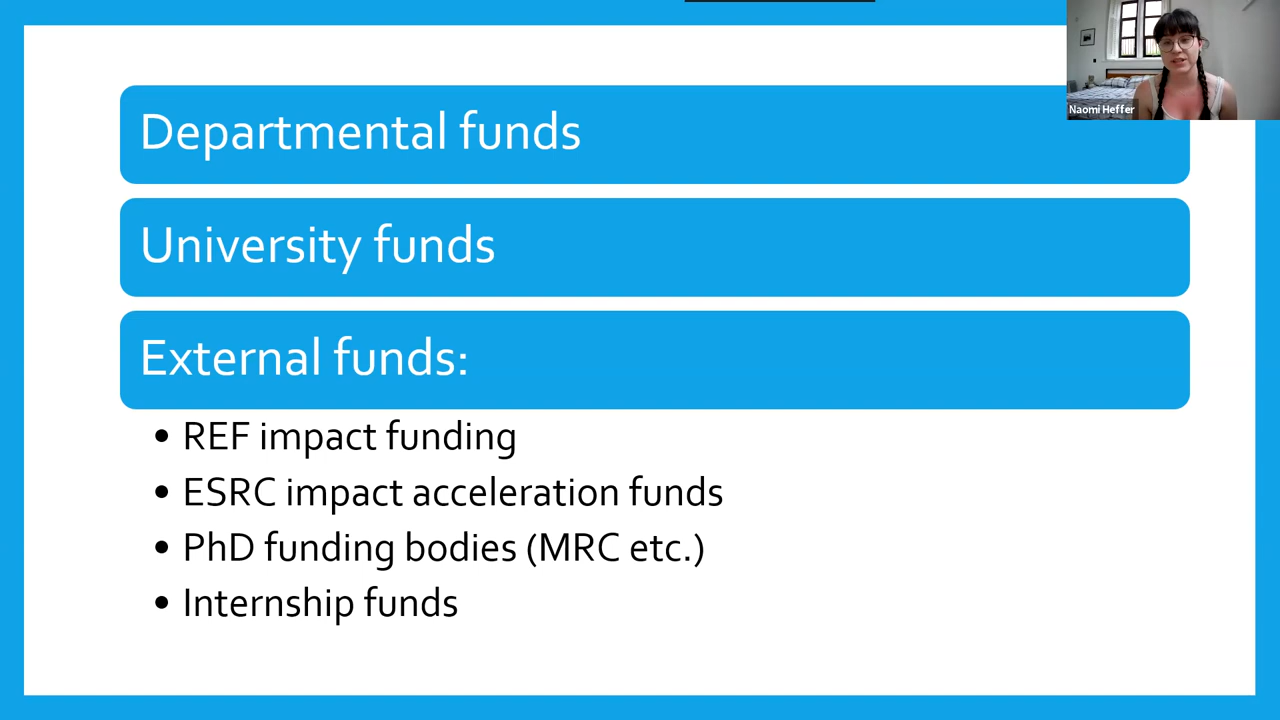 Departmental funds
Naomi Heffer
University funds
External funds:
• REF impact funding
• ESRC impact acceleration funds
• PhD funding bodies (MRC etc.)
• Internship funds